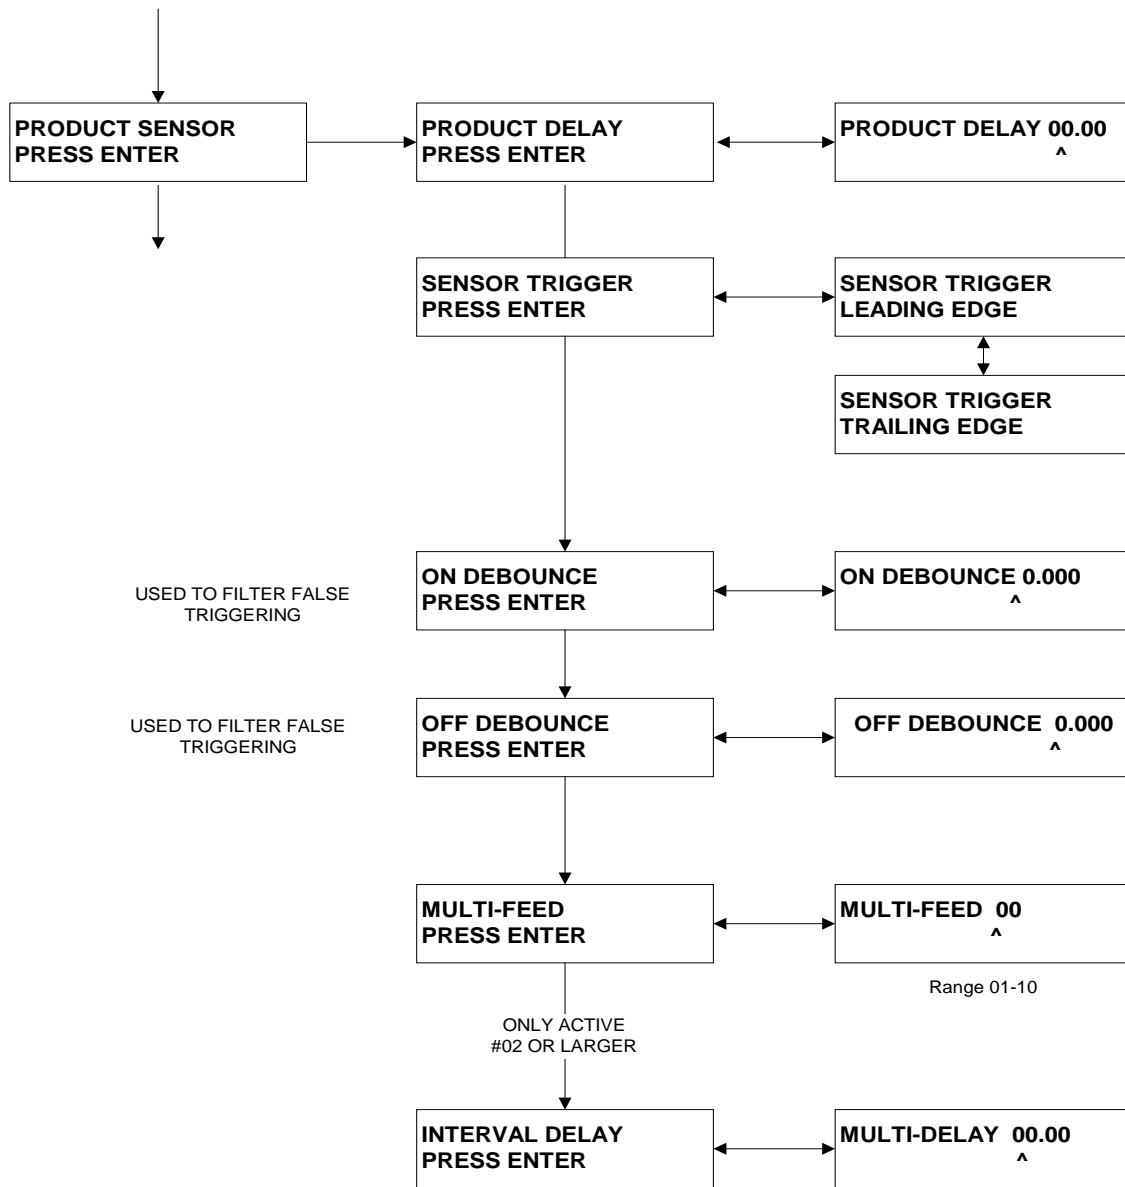 PRODUCT SENSOR
PRESS ENTER
PRODUCT DELAY
PRESS ENTER
PRODUCT DELAY 00.00
^
SENSOR TRIGGER
PRESS ENTER
SENSOR TRIGGER
LEADING EDGE
SENSOR TRIGGER
TRAILING EDGE
USED TO FILTER FALSE
TRIGGERING
ON DEBOUNCE
PRESS ENTER
ON DEBOUNCE 0.000
^
USED TO FILTER FALSE
TRIGGERING
OFF DEBOUNCE
PRESS ENTER
OFF DEBOUNCE 0.000
^
MULTI-FEED
PRESS ENTER
MULTI-FEED 00
^
Range 01-10
ONLY ACTIVE
#02 OR LARGER
INTERVAL DELAY
PRESS ENTER
MULTI-DELAY 00.00
^